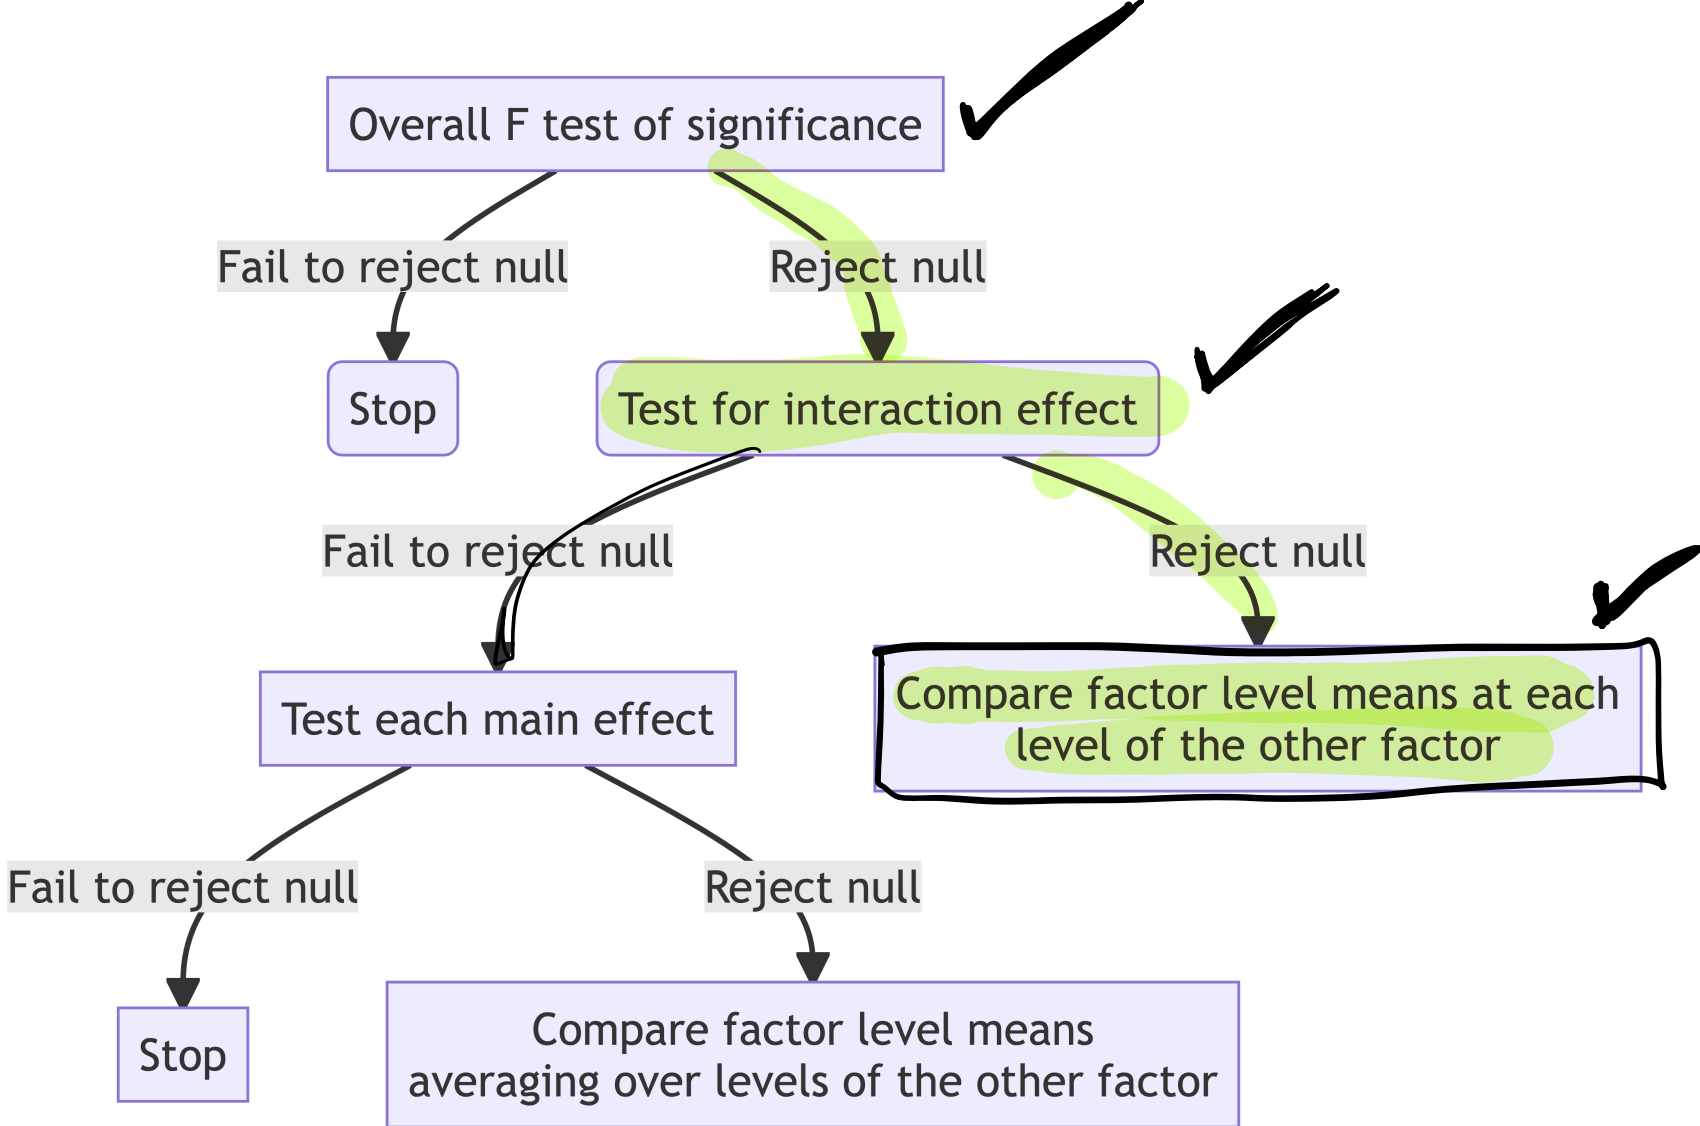 Overall F test of significance
Fail to reject null
Reject null
Stop
Test for interaction effect
Fail to reject null
Reject null
Test each main effect
Compare factor level means at each
level of the other factor
Fail to reject null
Reject null
Stop
Compare factor level means
averaging over levels of the other factor